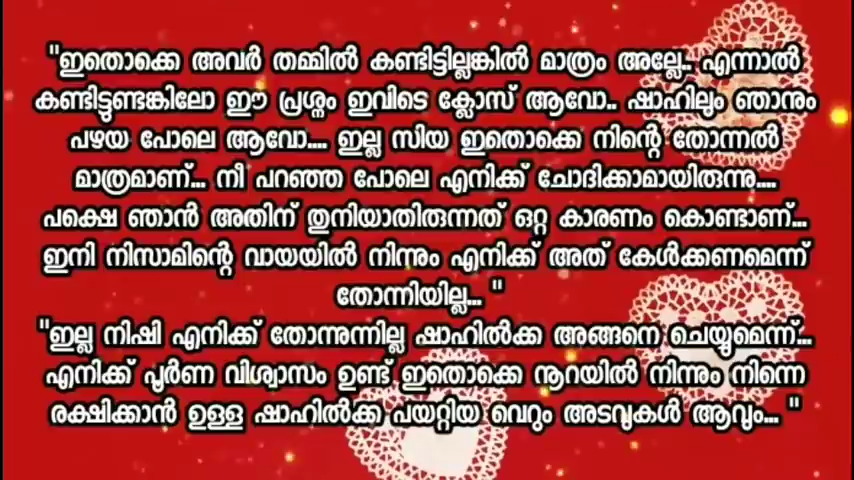 "ഇതൊക്കെ അവർ തമ്മിൽ കണ്ടിട്ടില്ലങ്കിൽ മാത്രം അല്ലേ.. എന്നാൽ
കണ്ടിട്ടുണ്ടങ്കിലോ ഈ പ്രശ്നം ഇവിടെ ക്ലോസ് ആവോ.. ഷാഹിലും ഞാനും
പഴയ പോലെ ആവോ.... ഇല്ല സിയ ഇതൊക്കെ നിന്റെ തോന്നൽ
മാത്രമാണ്... നീ പറഞ്ഞ പോലെ എനിക്ക് ചോദിക്കാമായിരുന്നു....
പക്ഷെ ഞാൻ അതിന് തുനിയാതിരുന്നത് ഒറ്റ കാരണം കൊണ്ടാണ്...
ഇനി നിസാമിന്റെ വായയിൽ നിന്നും എനിക്ക് അത് കേൾക്കണമെന്ന്
തോന്നിയില്ല... "
"ഇല്ല നിഷി എനിക്ക് തോന്നുന്നില്ല ഷാഹിൽക്ക അങ്ങനെ ചെയ്യുമെന്ന്...
എനിക്ക് പൂർണ വിശ്വാസം ഉണ്ട് ഇതൊക്കെ നൂറയിൽ നിന്നും നിന്നെ
രക്ഷിക്കാൻ ഉള്ള ഷാഹിൽക്ക പയറ്റിയ വെറും അടവുകൾ ആവും... "